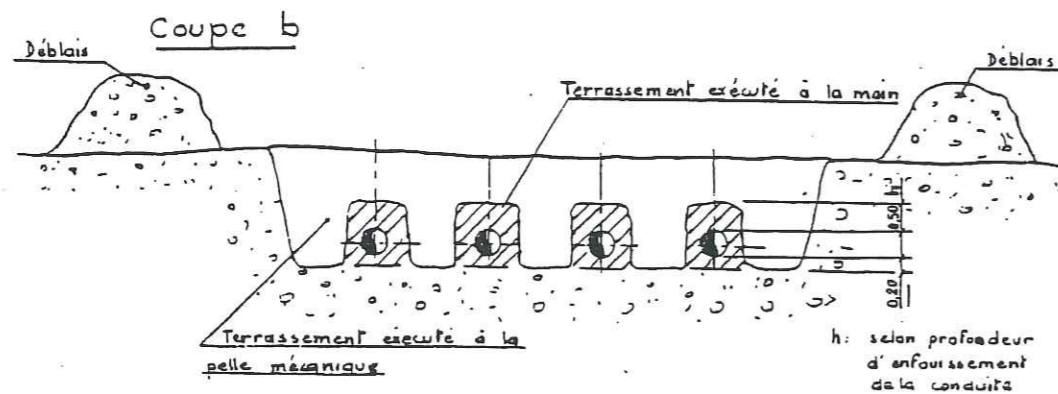 Coupe b
Déblais
Déblais
Terrassement exécuté à la main
h
0,50
0,20
Terrassement exécuté à la
pelle mécanique
h: selon profondeur
d'enfouissement
de la conduite